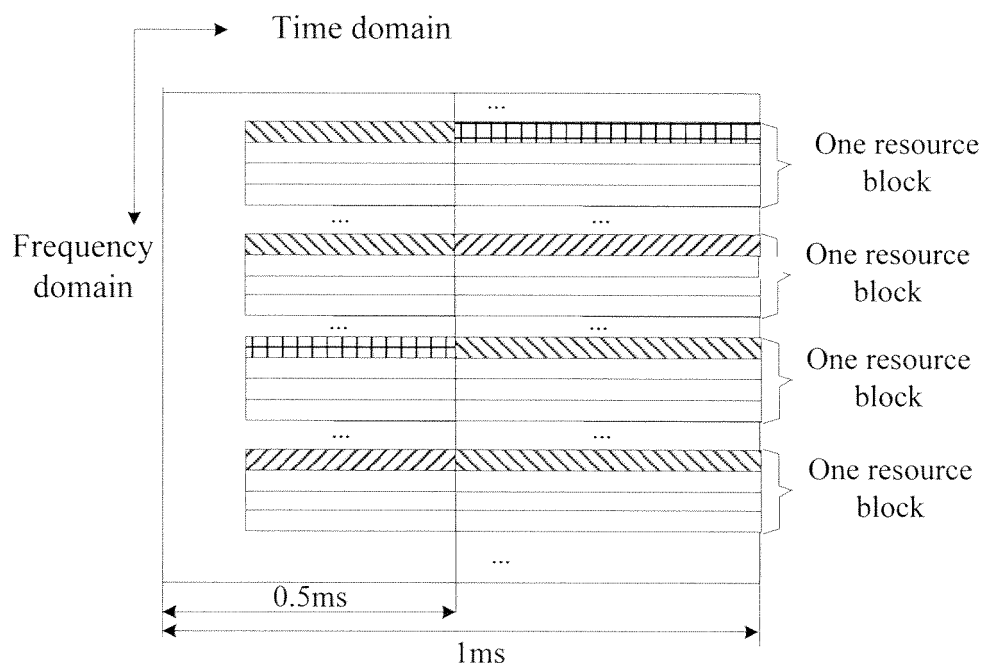 Time domain
...
One resource
block
... ...
Frequency
domain
One resource
block
... ...
One resource
block
... ...
One resource
block
...
0.5ms
1ms